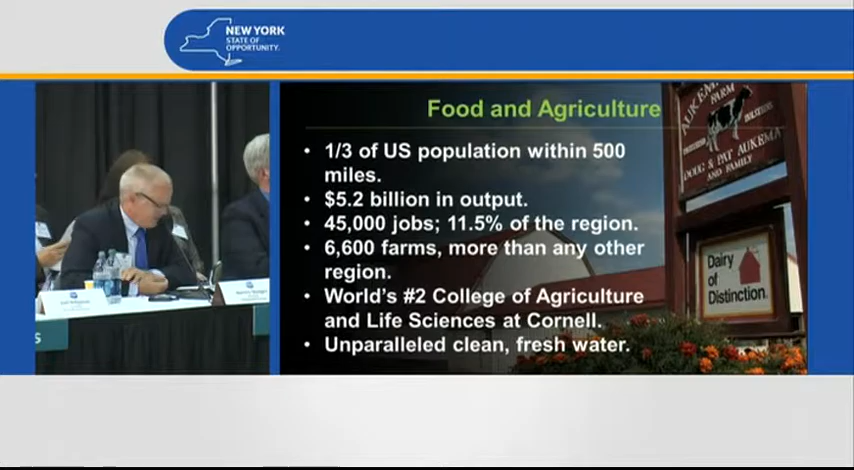 NEW YORK
STATE OF
OPPORTUNITY.
Food and Agriculture
• 1/3 of US population within 500
miles.
• $5.2 billion in output.
• 45,000 jobs; 11.5% of the region.
• 6,600 farms, more than any other
region.
• World's #2 College of Agriculture
and Life Sciences at Cornell.
• Unparalleled clean, fresh water.
FARM
DOUG & PAT AUKEMA
AND FAMILY
Dairy
of
Distinction
S